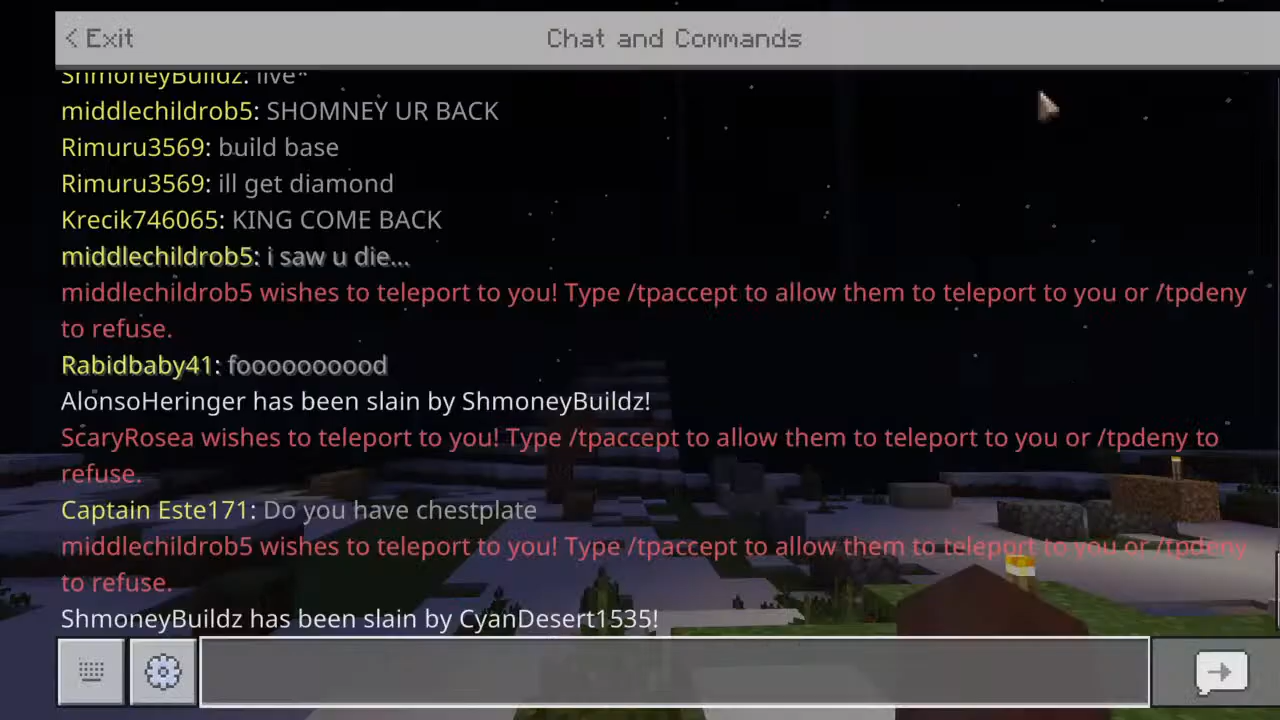 < Exit
Chat and Commands
ShmoneyBuildz: live*
middlechildrob5: SHOMNEY UR BACK
Rimuru3569: build base
Rimuru3569: ill get diamond
Krecik746065: KING COME BACK
middlechildrob5: i saw u die...
middlechildrob5 wishes to teleport to you! Type /tpaccept to allow them to teleport to you or /tpdeny
to refuse.
Rabidbaby41: foooooooood
AlonsoHeringer has been slain by ShmoneyBuildz!
ScaryRosea wishes to teleport to you! Type /tpaccept to allow them to teleport to you or /tpdeny to
refuse.
Captain Este171: Do you have chestplate
middlechildrob5 wishes to teleport to you! Type /tpaccept to allow them to teleport to you or /tpdeny
to refuse.
ShmoneyBuildz has been slain by CyanDesert1535!